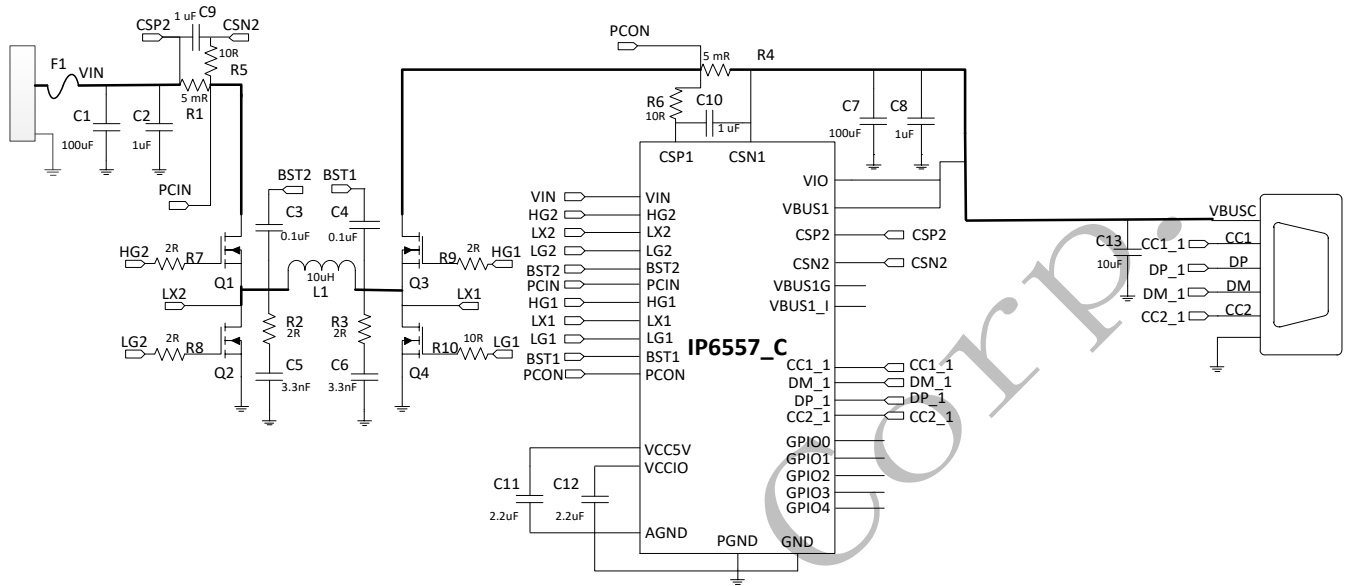 1 uF C9
CSP2 CSN2
10R
R5
F1 VIN
5 mR
R1
C1 100uF
C2 1uF
PCIN
BST2 BST1
C3 0.1uF
C4 0.1uF
HG2 2R R7
Q1
10uH
L1
R9 2R HG1
Q3
LX2 LX1
LG2 2R R8
Q2
R2 2R
R3 2R
R10 10R LG1
Q4
C5 3.3nF
C6 3.3nF
PCON
5 mR R4
R6 10R
C10 1 uF
C7 100uF
C8 1uF
CSP1 CSN1
VIN VIN
HG2 HG2
LX2 LX2
LG2 LG2
BST2 BST2
PCIN PCIN
HG1 HG1
LX1 LX1
LG1 LG1
BST1 BST1
PCON PCON
IP6557_C
VIO
VBUS1
CSP2 CSP2
CSN2 CSN2
VBUS1G
VBUS1_I
CC1_1 CC1_1
DM_1 DM_1
DP_1 DP_1
CC2_1 CC2_1
GPIO0
GPIO1
GPIO2
GPIO3
GPIO4
VCC5V
VCCIO
C11 2.2uF
C12 2.2uF
AGND
PGND GND
C13 10uF
VBUSC
CC1_1 CC1
DP_1 DP
DM_1 DM
CC2_1 CC2
Corp.